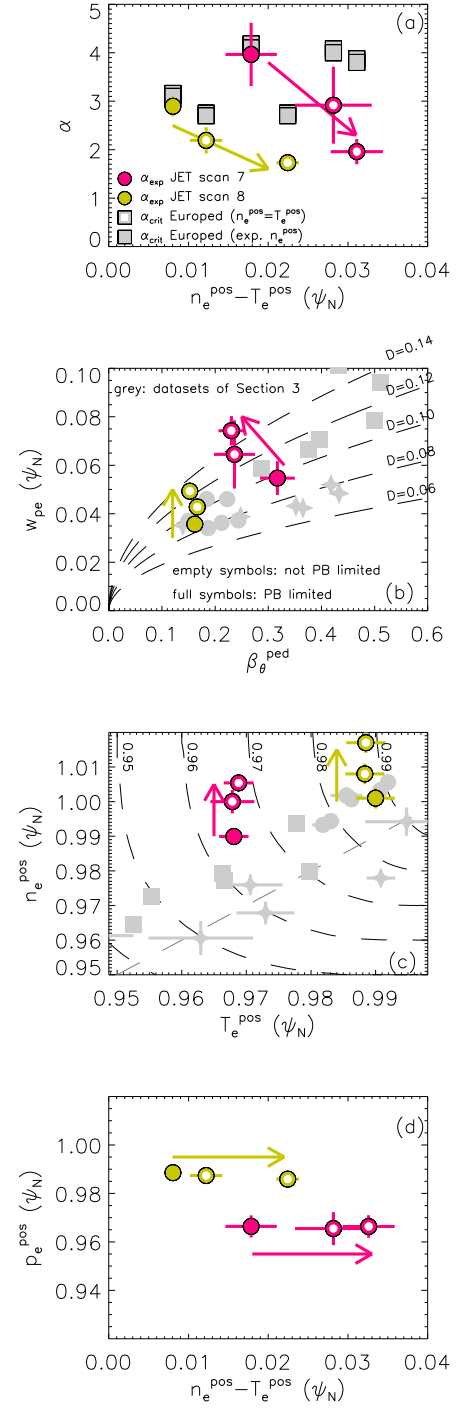 (a)
5
4
3
2
1
0
α
α_exp JET scan 7
α_exp JET scan 8
α_crit Europed (n_e^pos=T_e^pos)
α_crit Europed (exp. n_e^pos)
0.00 0.01 0.02 0.03 0.04
n_e^pos−T_e^pos (ψ_N)
D=0.14
D=0.12
D=0.10
D=0.08
D=0.06
0.10
0.08
0.06
0.04
0.02
0.00
w_pe (ψ_N)
grey: datasets of Section 3
empty symbols: not PB limited
full symbols: PB limited
(b)
0.0 0.1 0.2 0.3 0.4 0.5 0.6
β_θ^ped
0.95 0.96 0.97 0.98 0.99
1.01
1.00
0.99
0.98
0.97
0.96
0.95
n_e^pos (ψ_N)
(c)
0.95 0.96 0.97 0.98 0.99
T_e^pos (ψ_N)
(d)
1.00
0.98
0.96
0.94
p_e^pos (ψ_N)
0.00 0.01 0.02 0.03 0.04
n_e^pos−T_e^pos (ψ_N)